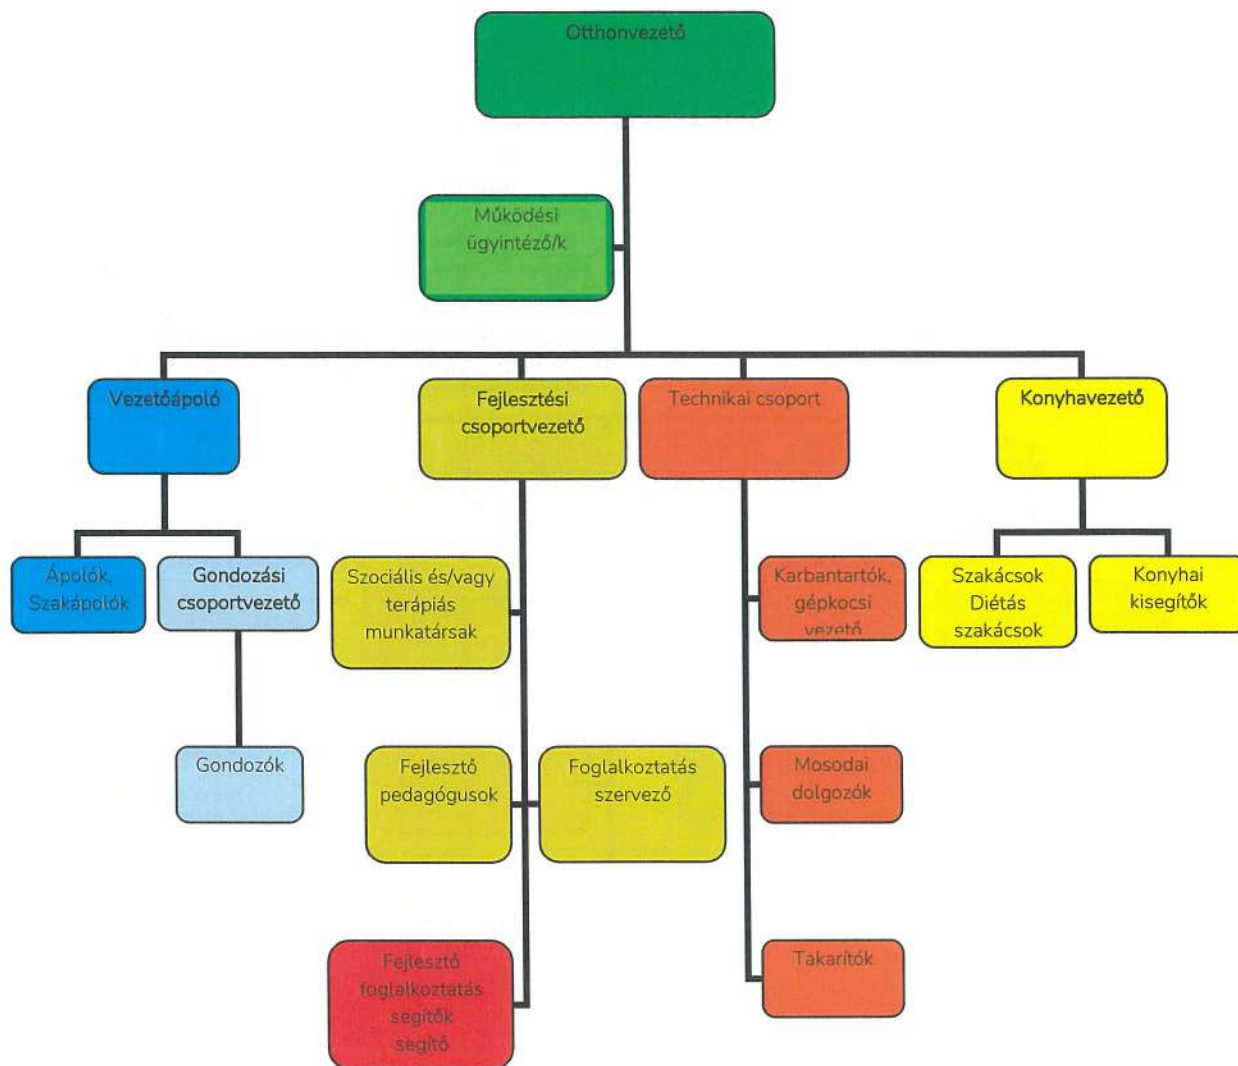 Otthonvezető
Működési
ügyintéző/k
Vezetőápoló
Fejlesztési
csoportvezető
Technikai csoport
Konyhavezető
Ápolók,
Szakápolók
Gondozási
csoportvezető
Szociális és/vagy
terápiás
munkatársak
Karbantartók,
gépkocsi
vezető
Szakácsok
Diétás
szakácsok
Konyhai
kisegítők
Gondozók
Fejlesztő
pedagógusok
Foglalkoztatás
szervező
Mosodai
dolgozók
Fejlesztő
foglalkoztatás
segítők
segítő
Takarítók